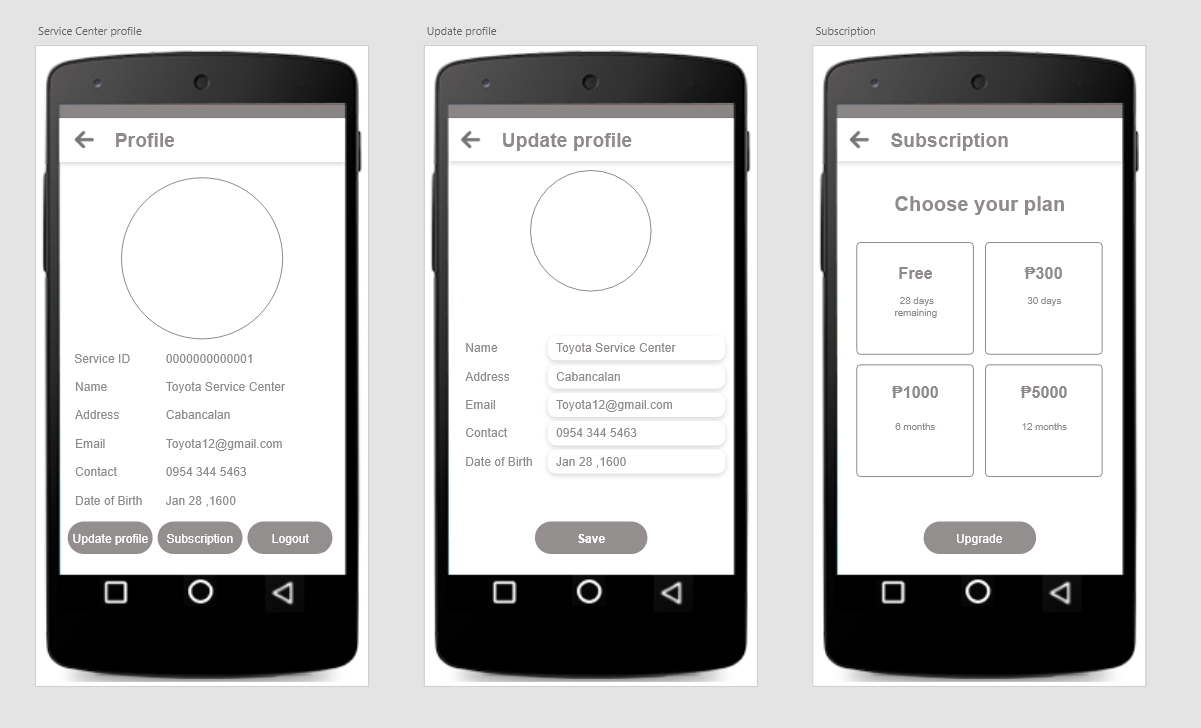 Service Center profile
Profile
Service ID 0000000000001
Name Toyota Service Center
Address Cabancalan
Email Toyota12@gmail.com
Contact 0954 344 5463
Date of Birth Jan 28 ,1600
Update profile Subscription Logout
Update profile
Update profile
Name Toyota Service Center
Address Cabancalan
Email Toyota12@gmail.com
Contact 0954 344 5463
Date of Birth Jan 28 ,1600
Save
Subscription
Subscription
Choose your plan
Free
28 days
remaining
₱300
30 days
₱1000
6 months
₱5000
12 months
Upgrade